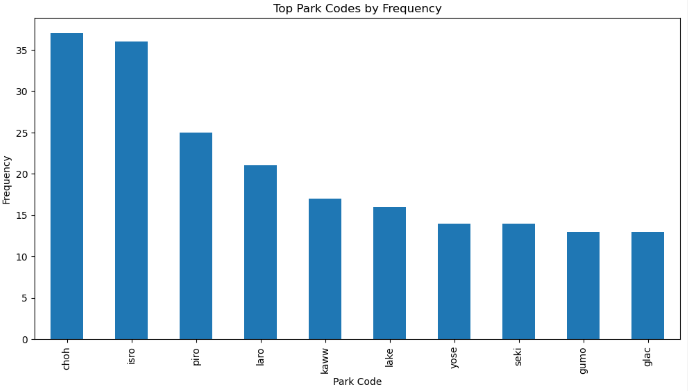 Top Park Codes by Frequency
Frequency
35
30
25
20
15
10
5
0
choh
isro
piro
laro
kaww
lake
yose
seki
gumo
glac
Park Code